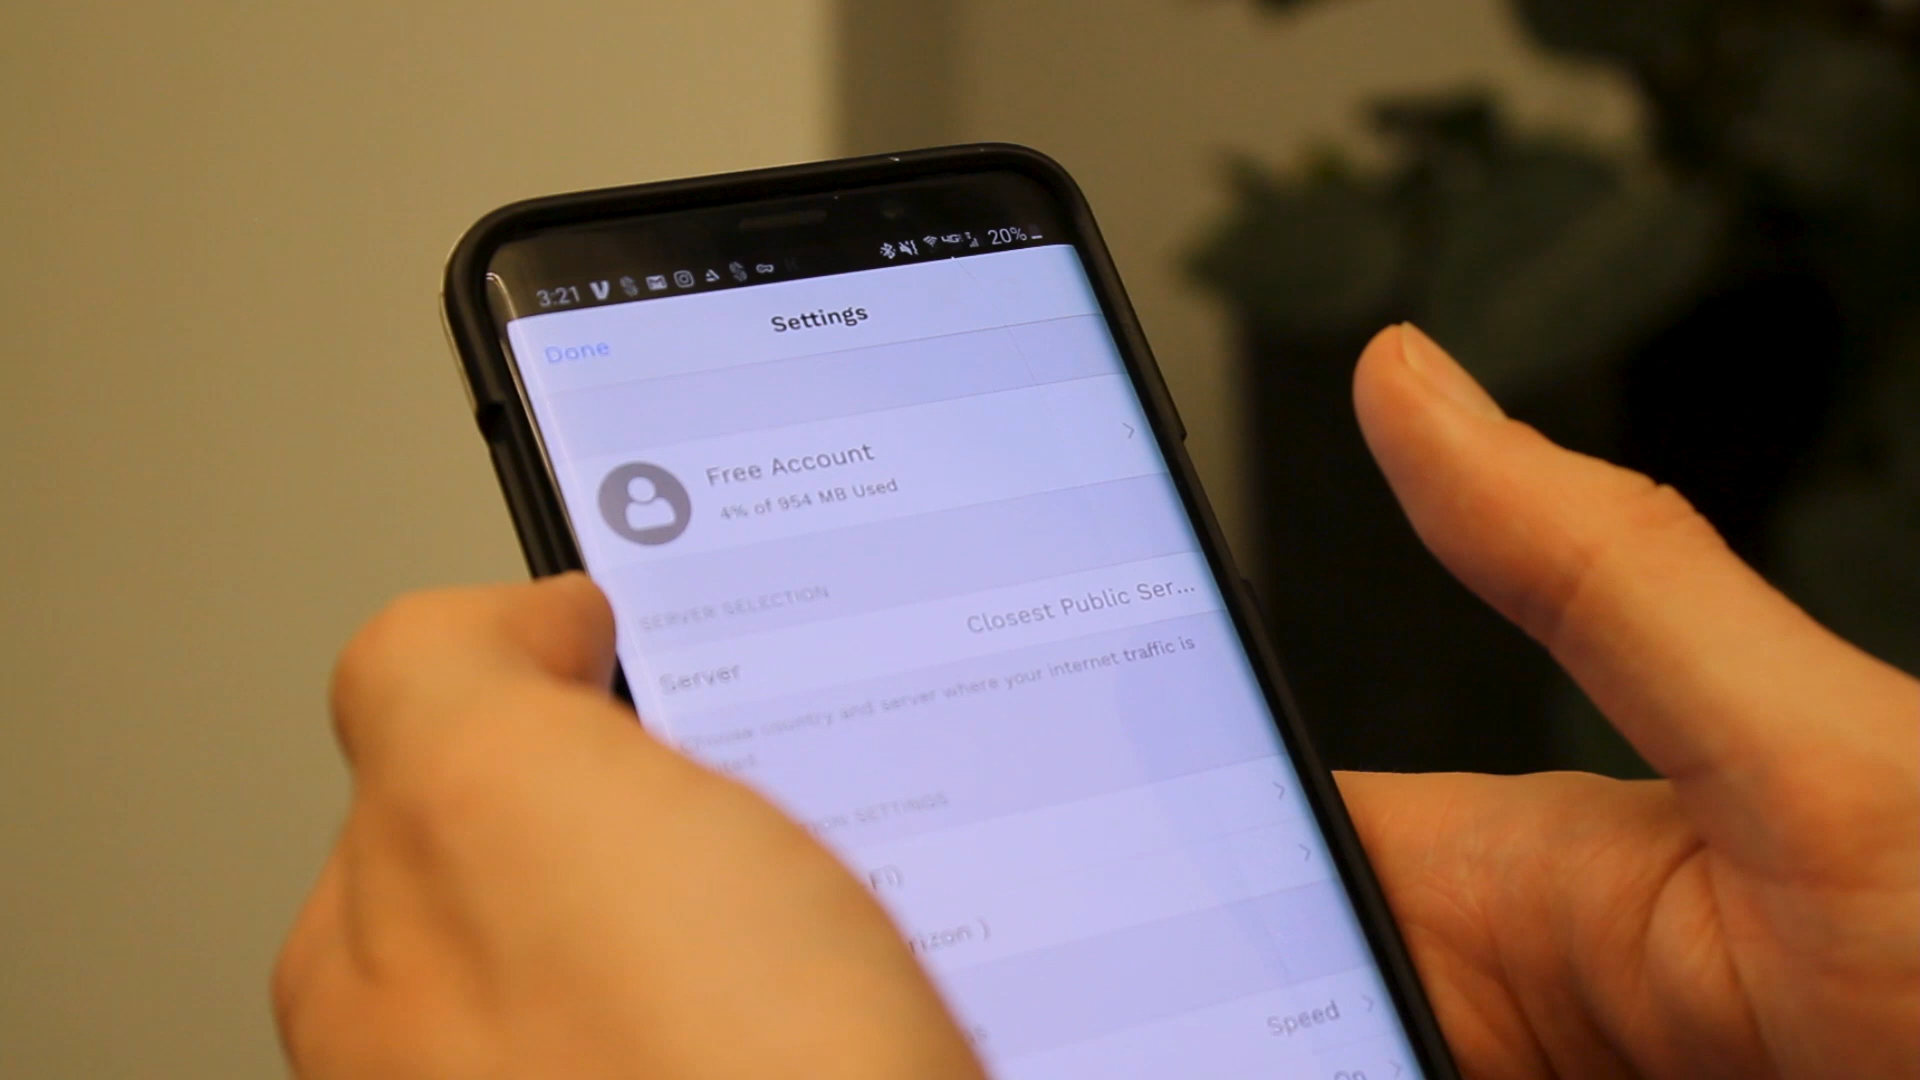 3:21 20%
Settings
Done
Free Account
4% of 954 MB Used
SERVER SELECTION
Server Closest Public Ser...
Choose country and server where your internet traffic is
SETTINGS
Speed
On